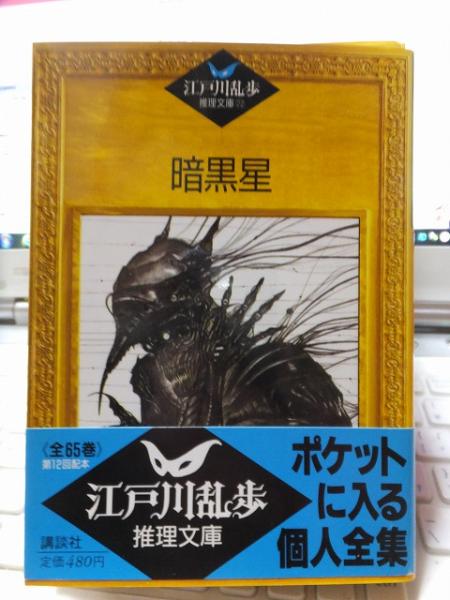 江戸川乱歩
推理文庫22
暗黒星
《全65巻》
第12回配本
江戸川乱歩
推理文庫
講談社
定価480円
ポケット
に入る
個人全集